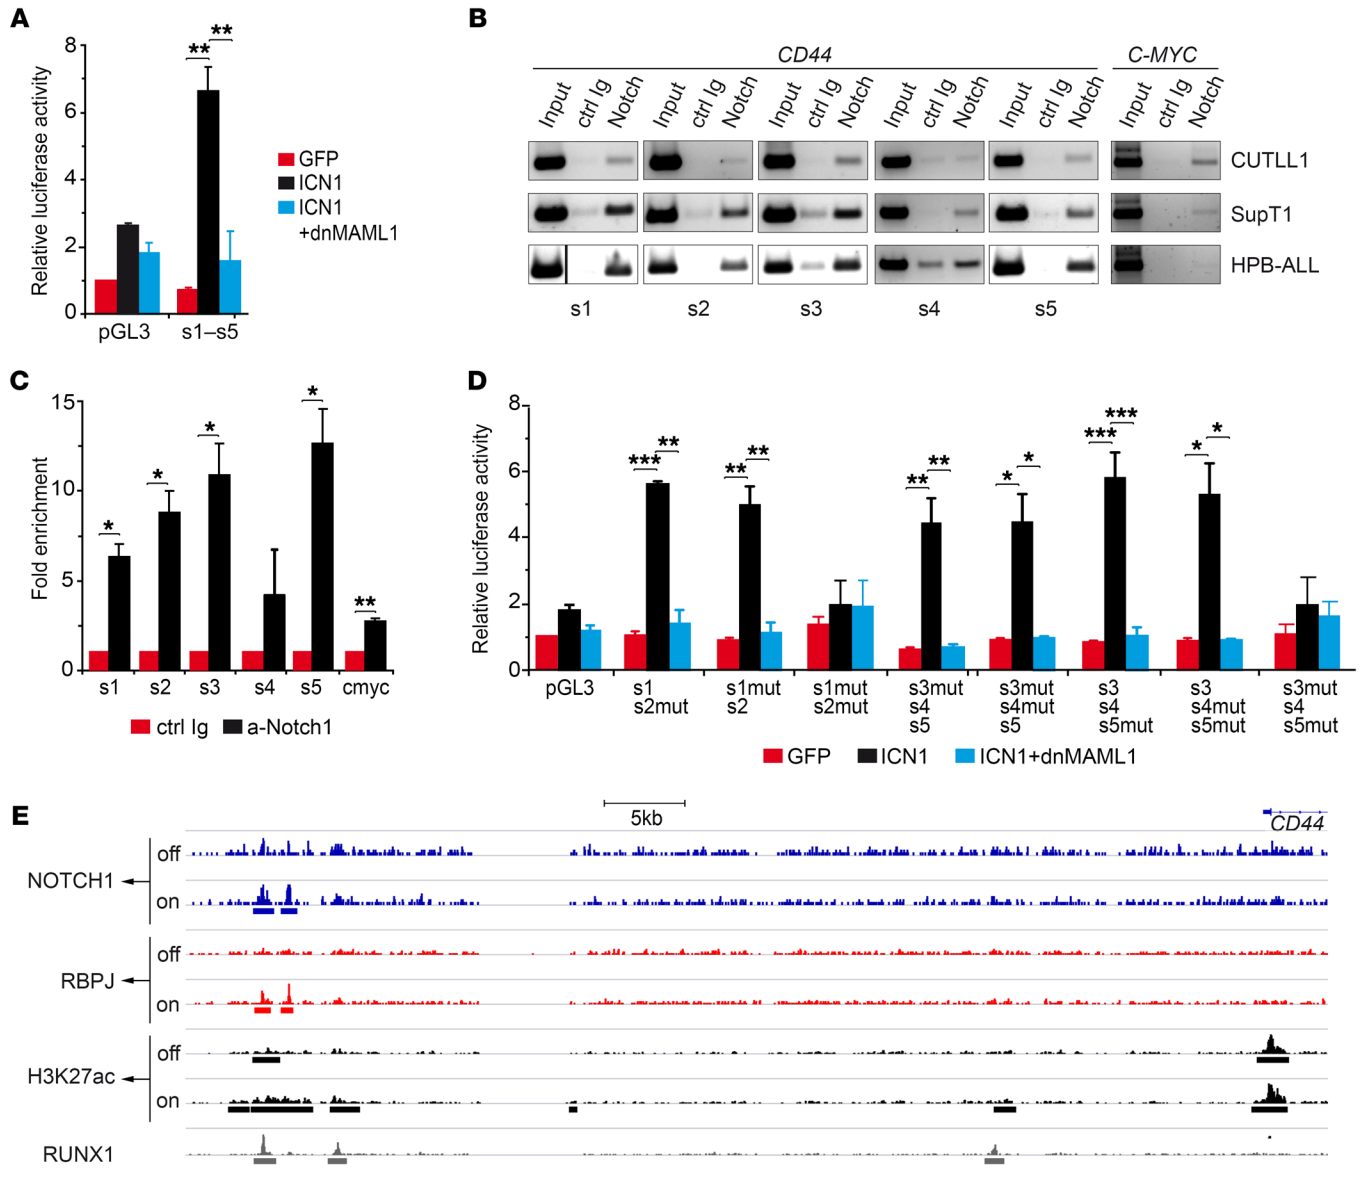 A
Relative luciferase activity
8
6
4
2
0
** **
pGL3 s1–s5
GFP
ICN1
ICN1
+dnMAML1
B
CD44 C-MYC
Input ctrl Ig Notch Input ctrl Ig Notch Input ctrl Ig Notch Input ctrl Ig Notch Input ctrl Ig Notch Input ctrl Ig Notch
CUTLL1
SupT1
HPB-ALL
s1 s2 s3 s4 s5
C
Fold enrichment
15
10
5
0
* * * * **
s1 s2 s3 s4 s5 cmyc
ctrl Ig a-Notch1
D
Relative luciferase activity
8
6
4
2
0
*** ** ** ** ** ** * * *** *** * *
pGL3 s1 s1mut s1mut s3mut s3mut s3 s3 s3mut
s2mut s2 s2mut s4 s4mut s4 s4mut s4
s5 s5 s5mut s5mut s5mut
GFP ICN1 ICN1+dnMAML1
E
5kb
CD44
NOTCH1
off
on
RBPJ
off
on
H3K27ac
off
on
RUNX1